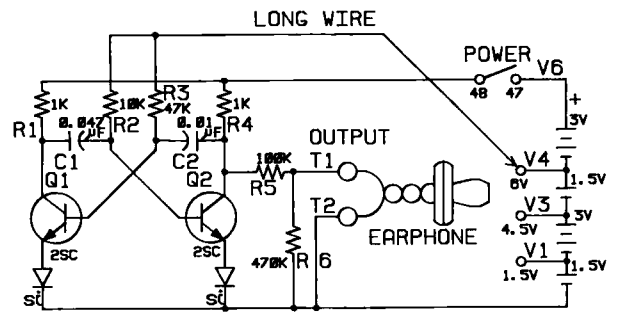 LONG WIRE
POWER
V6
48 47
+
3V
R1 1K
0.047 µF
C1
10K
R2
R3
47K
0.01 µF
C2
1K
R4
OUTPUT
T1
T2
100K
R5
EARPHONE
V4
6V
1.5V
V3
4.5V
3V
V1
1.5V
1.5V
Q1
2SC
Q2
2SC
470K
R6
Si
Si